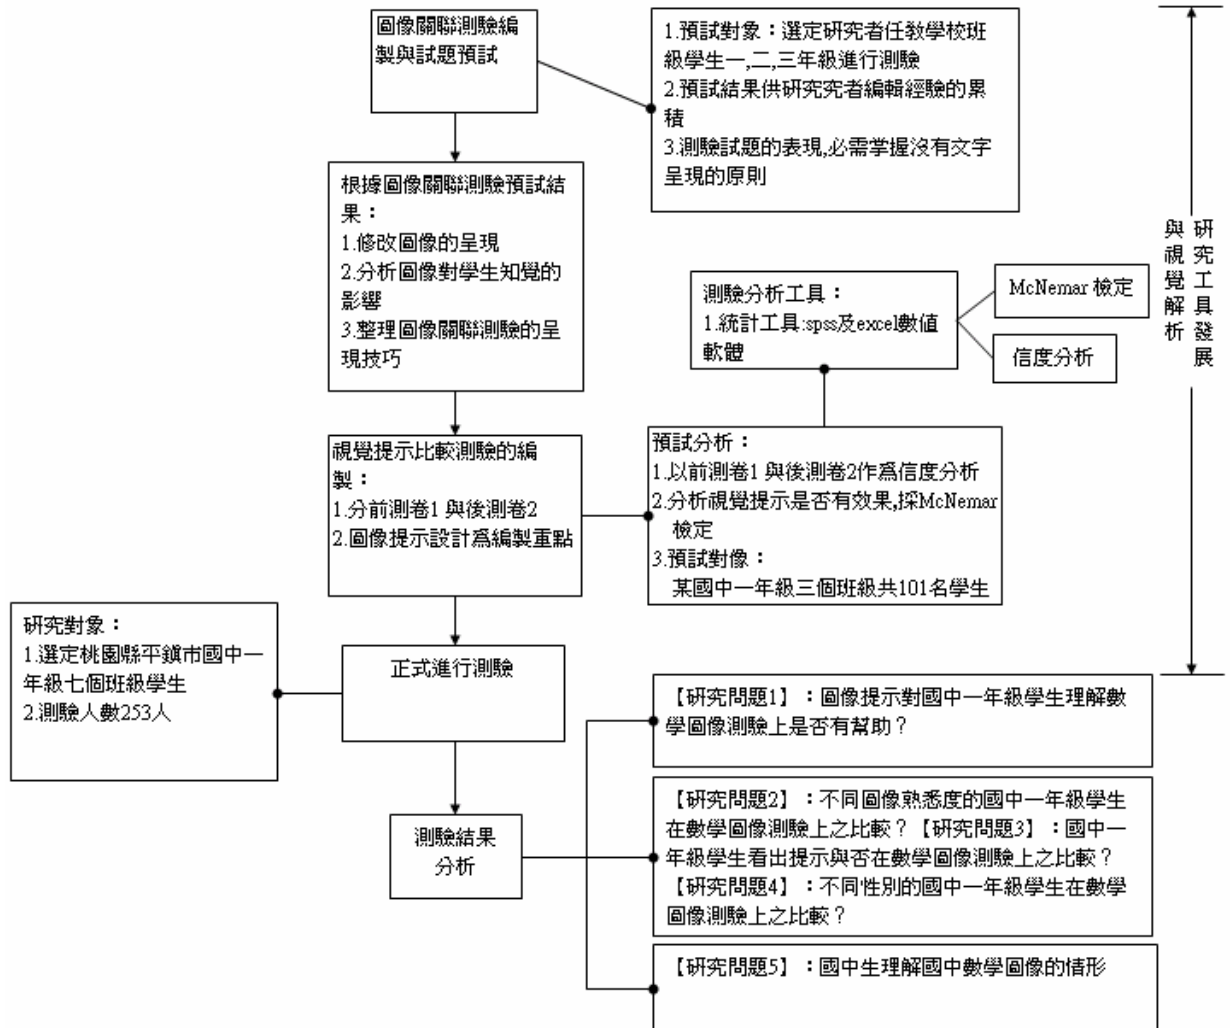 圖像關聯測驗編
製與試題預試
1.預試對象：選定研究者任教學校班
級學生一,二,三年級進行測驗
2.預試結果供研究究者編輯經驗的累
積
3.測驗試題的表現,必需掌握沒有文字
呈現的原則
根據圖像關聯測驗預試結
果：
1.修改圖像的呈現
2.分析圖像對學生知覺的
影響
3.整理圖像關聯測驗的呈
現技巧
測驗分析工具：
1.統計工具:spss及excel數值
軟體
McNemar 檢定
信度分析
研究工具發展
與視覺解析
視覺提示比較測驗的編
製：
1.分前測卷1 與後測卷2
2.圖像提示設計為編製重點
預試分析：
1.以前測卷1 與後測卷2作為信度分析
2.分析視覺提示是否有效果,採McNemar
檢定
3.預試對像：
某國中一年級三個班級共101名學生
研究對象：
1.選定桃園縣平鎮市國中一
年級七個班級學生
2.測驗人數253人
正式進行測驗
【研究問題1】：圖像提示對國中一年級學生理解數
學圖像測驗上是否有幫助？
測驗結果
分析
【研究問題2】：不同圖像熟悉度的國中一年級學生
在數學圖像測驗上之比較？【研究問題3】：國中一
年級學生看出提示與否在數學圖像測驗上之比較？
【研究問題4】：不同性別的國中一年級學生在數學
圖像測驗上之比較？
【研究問題5】：國中生理解國中數學圖像的情形